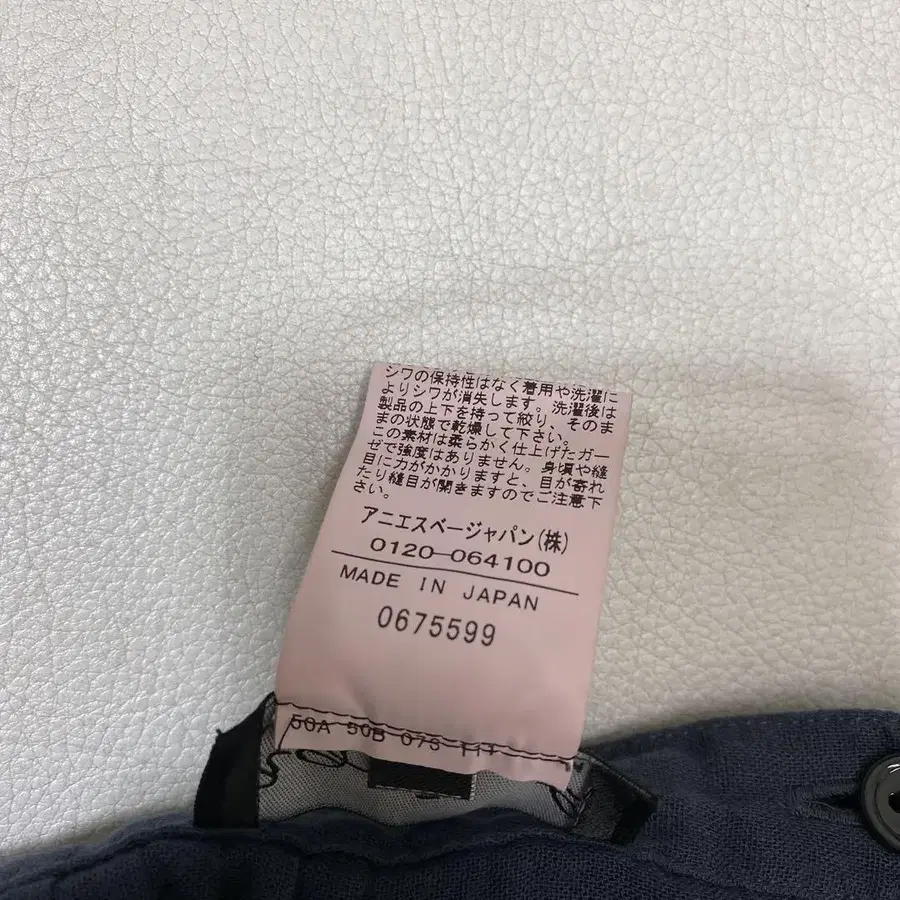 シワの保持性はなく着用や洗濯に
よりシワが消失します。洗濯後は
製品の上下を持って絞り、そのま
まの状態で乾燥して下さい。
この素材は柔らかく仕上げたガー
ゼで強度はありません。身頃や縫
目に力がかかりますと、目が寄れ
たり縫目が開きますのでご注意下
さい。
アニエスベージャパン(株)
0120-064100
MADE IN JAPAN
0675599
50A 50B 075